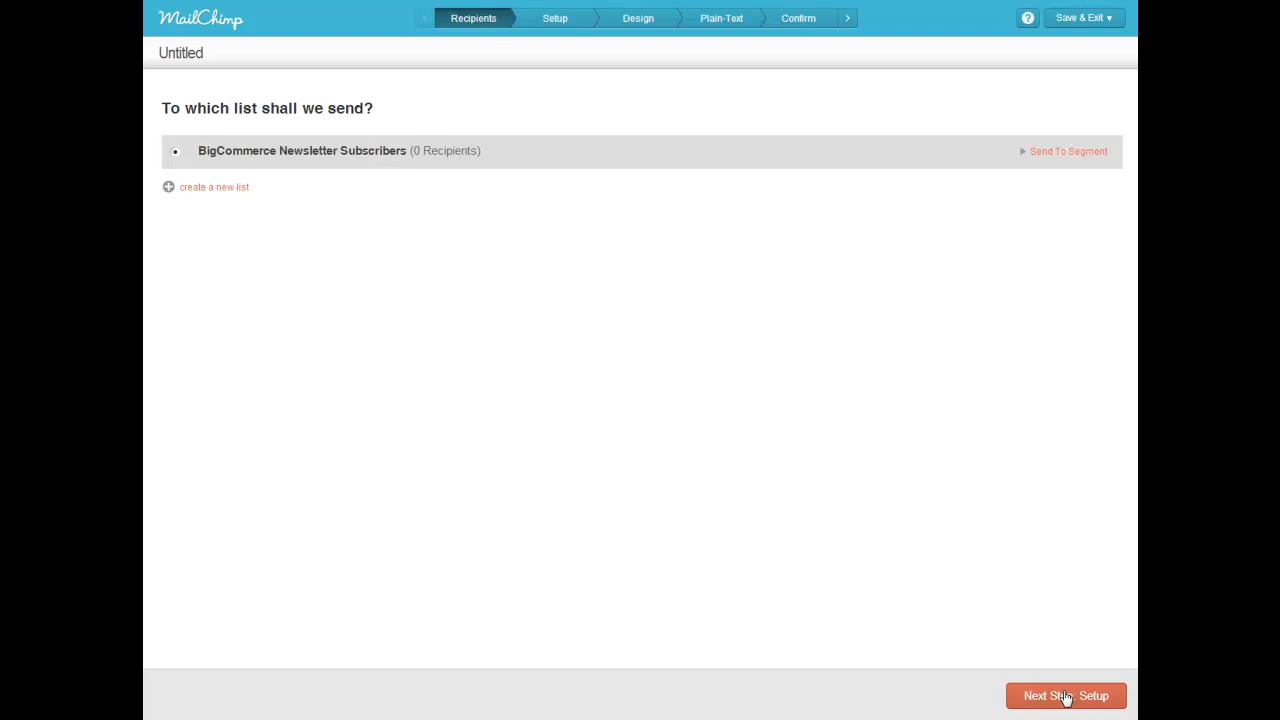 MailChimp
Recipients
Setup
Design
Plain-Text
Confirm
?
Save & Exit
Untitled
To which list shall we send?
BigCommerce Newsletter Subscribers (0 Recipients)
Send To Segment
create a new list
Next Setup